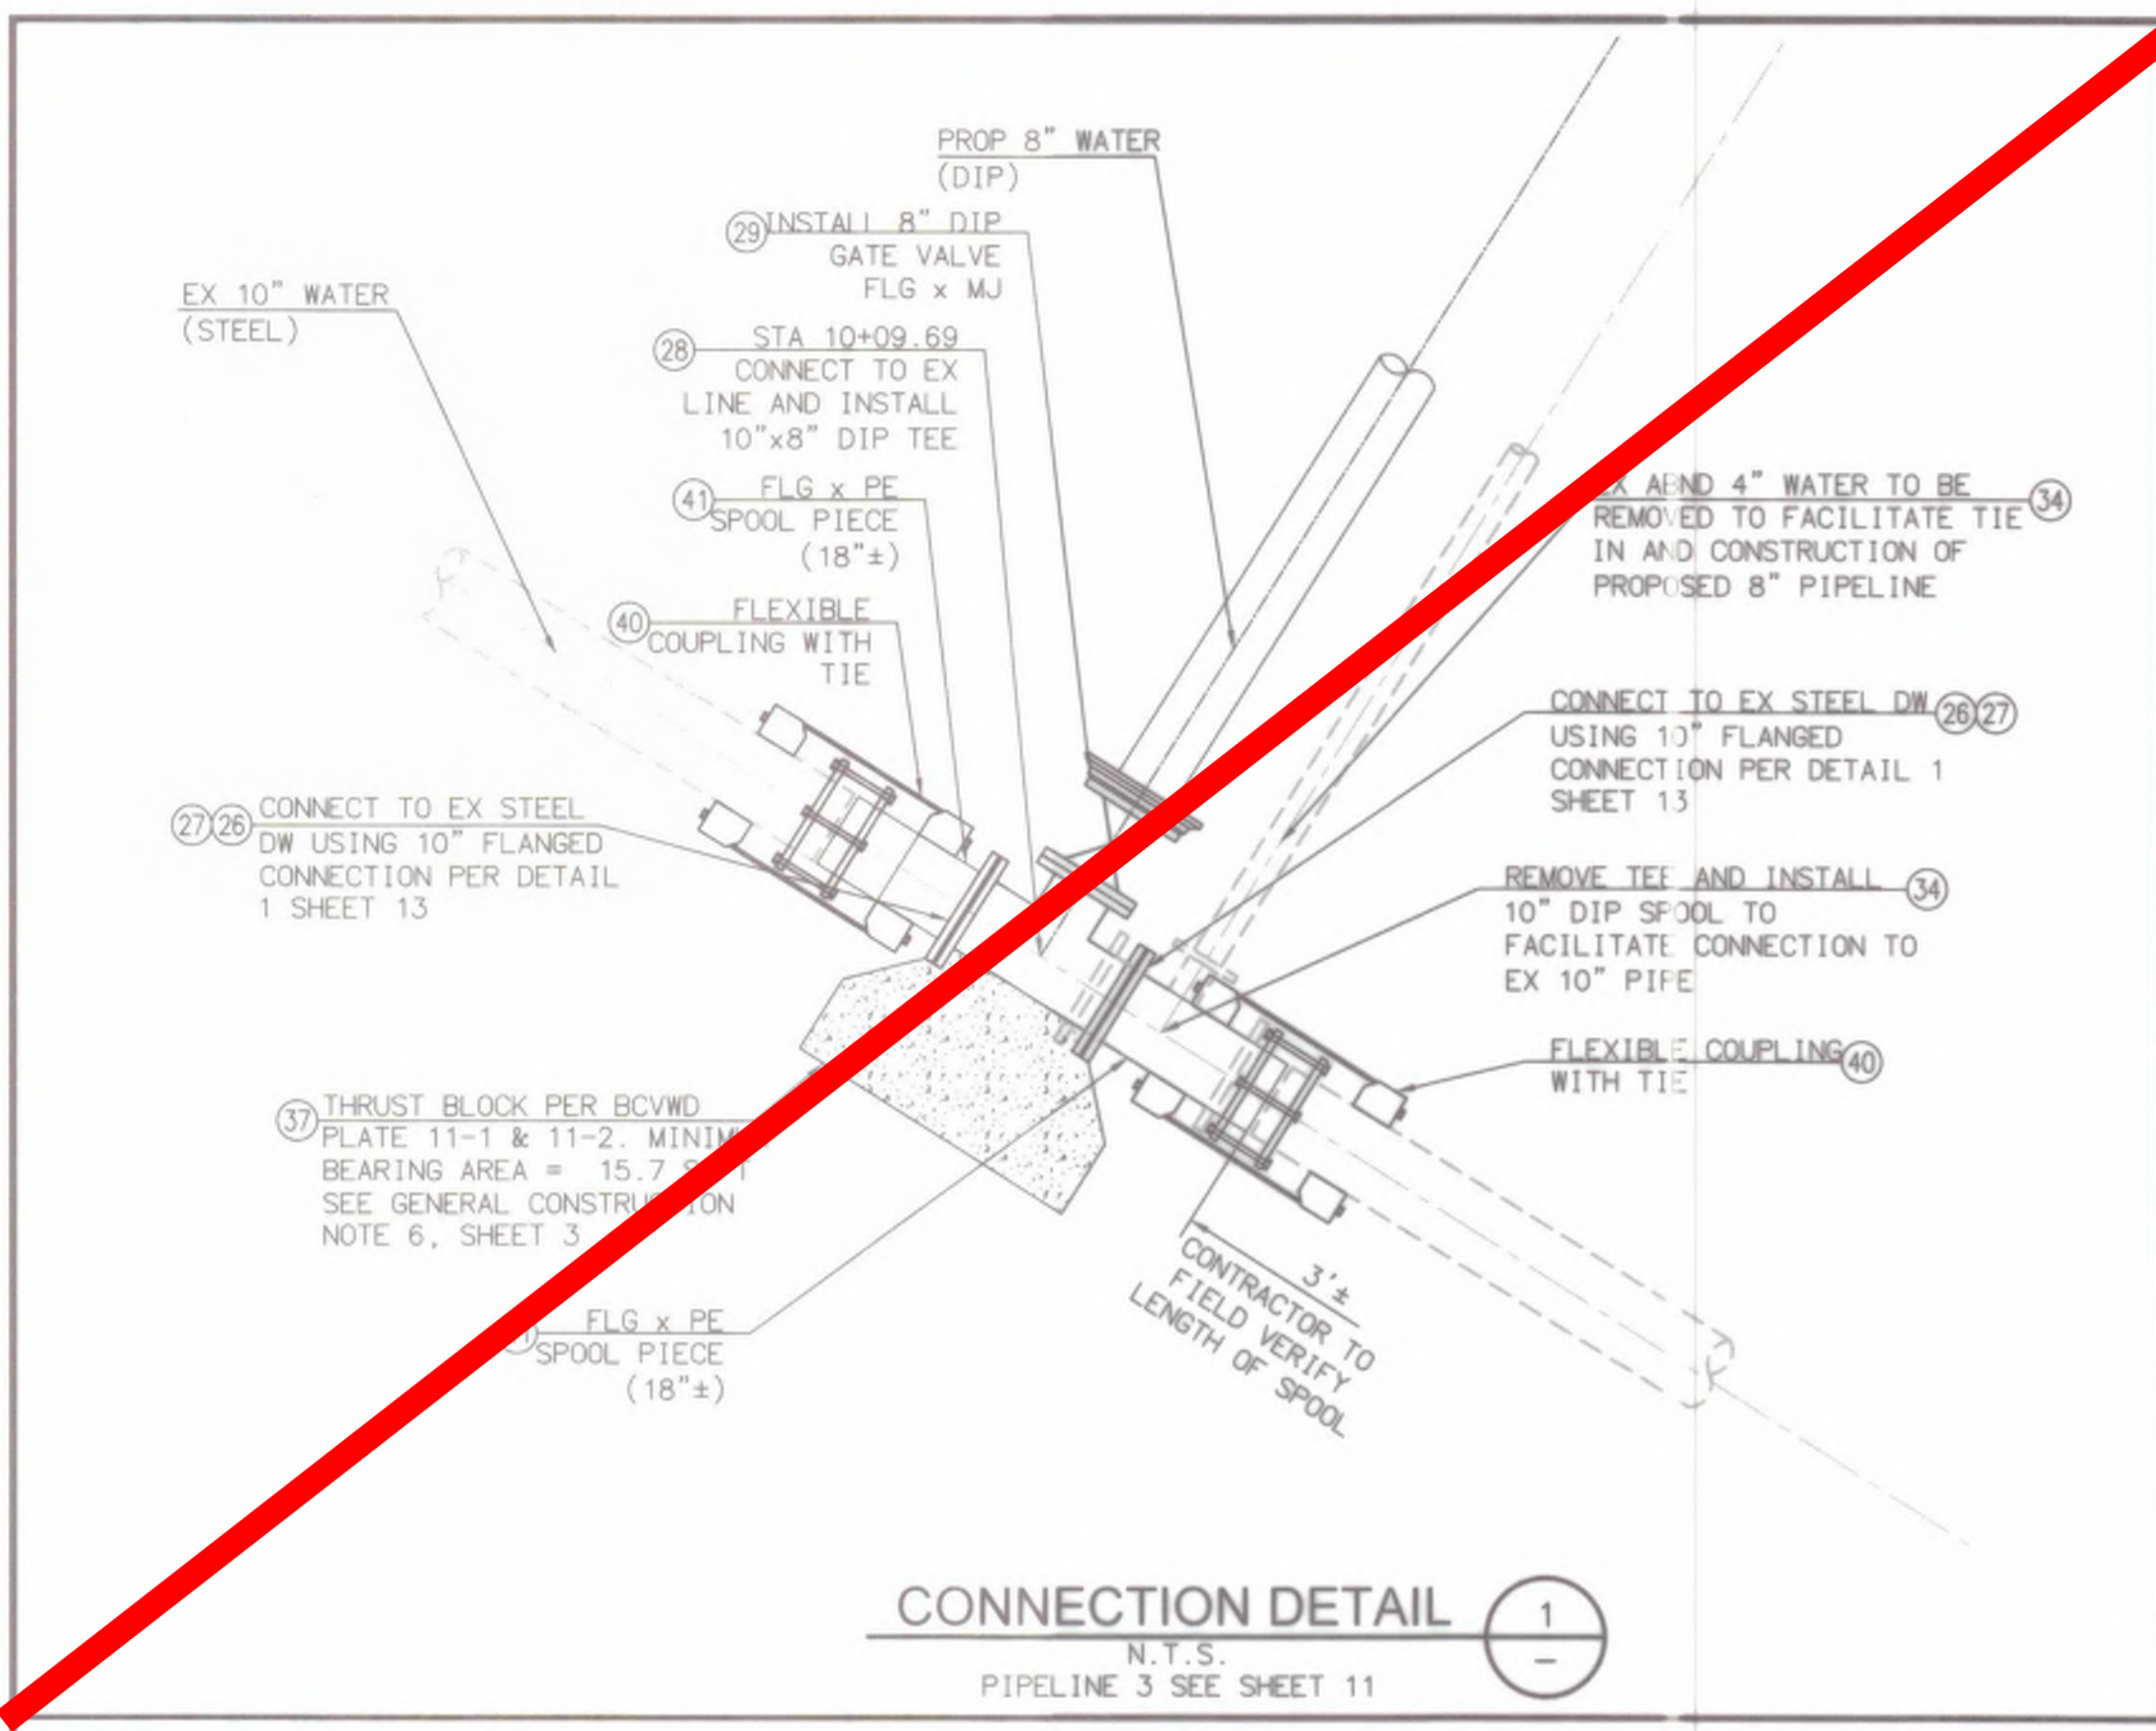 PROP 8" WATER
(DIP)
29 INSTALL 8" DIP
GATE VALVE
FLG x MJ
EX 10" WATER
(STEEL)
28 STA 10+09.69
CONNECT TO EX
LINE AND INSTALL
10"x8" DIP TEE
41 FLG x PE
SPOOL PIECE
(18"±)
40 FLEXIBLE
COUPLING WITH
TIE
27 26 CONNECT TO EX STEEL
DW USING 10" FLANGED
CONNECTION PER DETAIL
1 SHEET 13
37 THRUST BLOCK PER BCVWD
PLATE 11-1 & 11-2.
BEARING AREA = 15.7
SEE GENERAL CONSTRUCTION
NOTE 6, SHEET 3
FLG x PE
SPOOL PIECE
(18"±)
EX ABND 4" WATER TO BE 34
REMOVED TO FACILITATE TIE
IN AND CONSTRUCTION OF
PROPOSED 8" PIPELINE
CONNECT TO EX STEEL DW 26 27
USING 10" FLANGED
CONNECTION PER DETAIL 1
SHEET 13
REMOVE TEE AND INSTALL 34
10" DIP SPOOL TO
FACILITATE CONNECTION TO
EX 10" PIPE
FLEXIBLE COUPLING 40
WITH TIE
3'±
CONTRACTOR TO
FIELD VERIFY
LENGTH OF SPOOL
CONNECTION DETAIL 1
N.T.S. –
PIPELINE 3 SEE SHEET 11